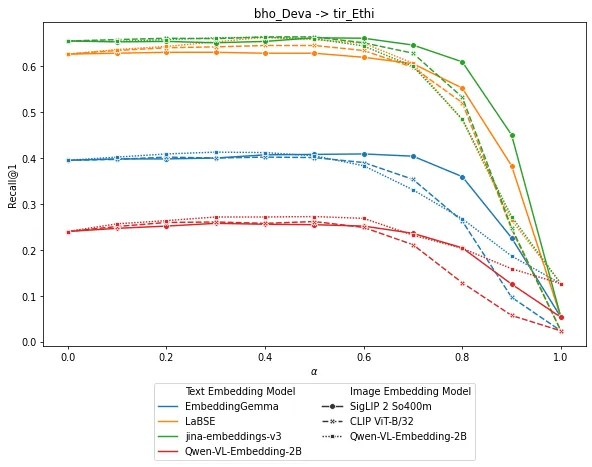 bho_Deva -> tir_Ethi
Recall@1
0.6
0.5
0.4
0.3
0.2
0.1
0.0
0.0 0.2 0.4 0.6 0.8 1.0
α
Text Embedding Model
EmbeddingGemma
LaBSE
jina-embeddings-v3
Qwen-VL-Embedding-2B
Image Embedding Model
SigLIP 2 So400m
CLIP ViT-B/32
Qwen-VL-Embedding-2B